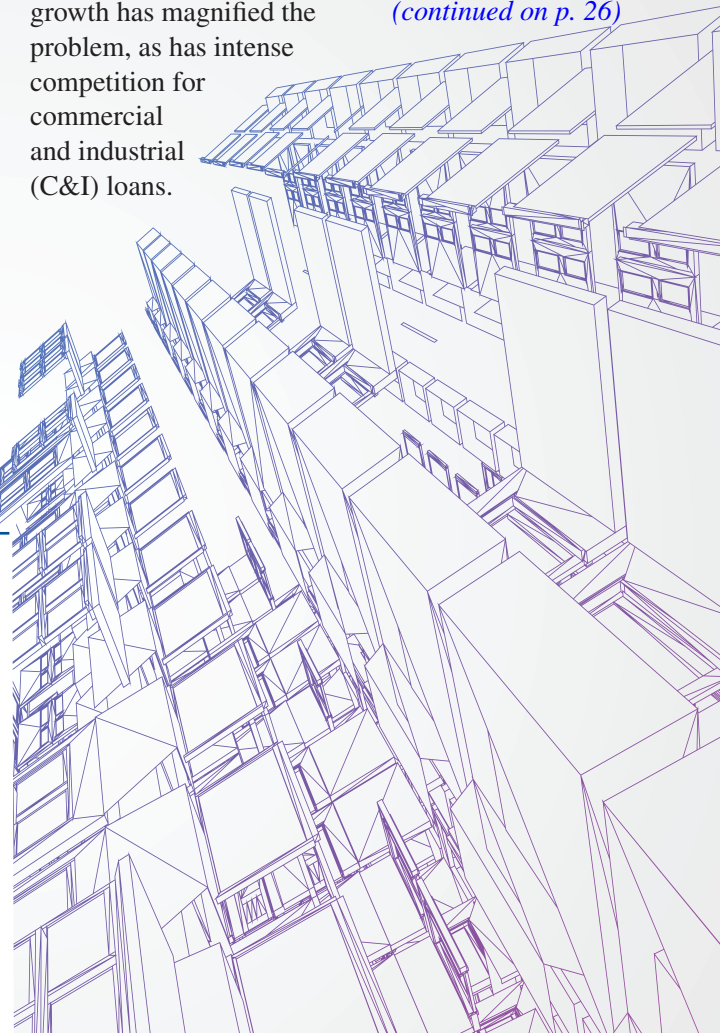 growth has magnified the
problem, as has intense
competition for
commercial
and industrial
(C&I) loans.
(continued on p. 26)